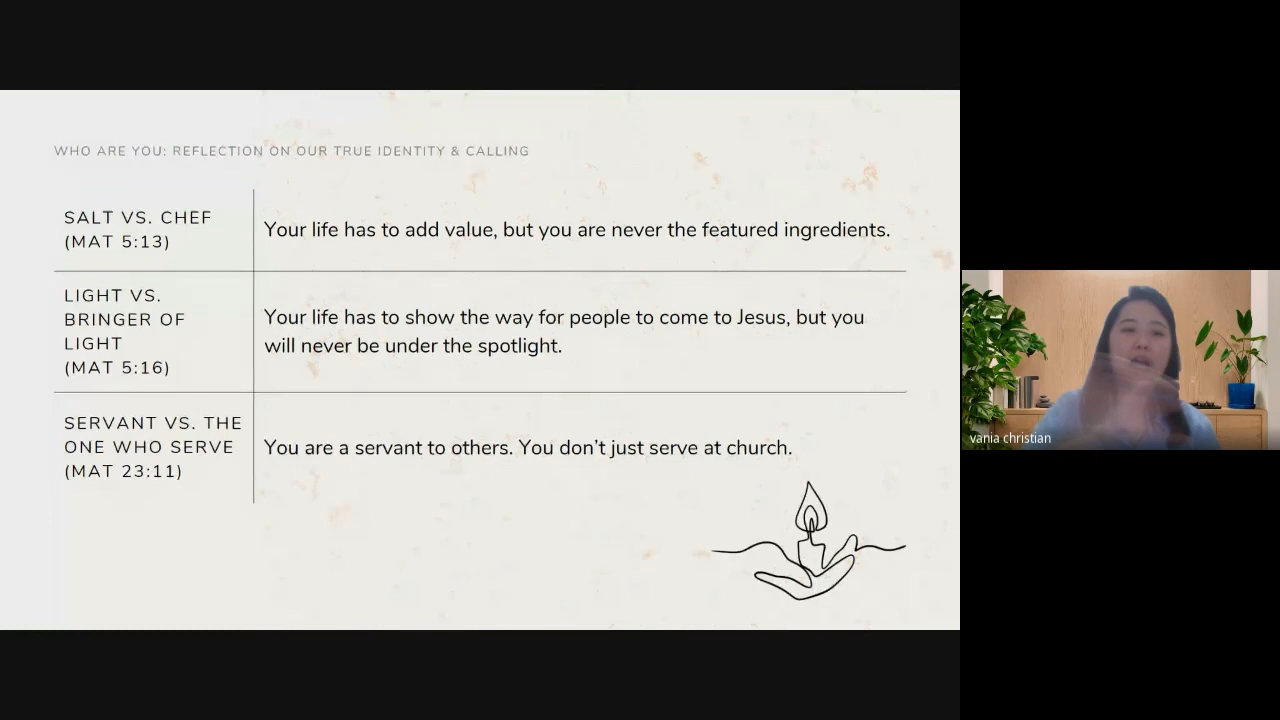 WHO ARE YOU: REFLECTION ON OUR TRUE IDENTITY & CALLING
SALT VS. CHEF
(MAT 5:13)
Your life has to add value, but you are never the featured ingredients.
LIGHT VS.
BRINGER OF
LIGHT
(MAT 5:16)
Your life has to show the way for people to come to Jesus, but you
will never be under the spotlight.
SERVANT VS. THE
ONE WHO SERVE
(MAT 23:11)
You are a servant to others. You don’t just serve at church.
vania christian